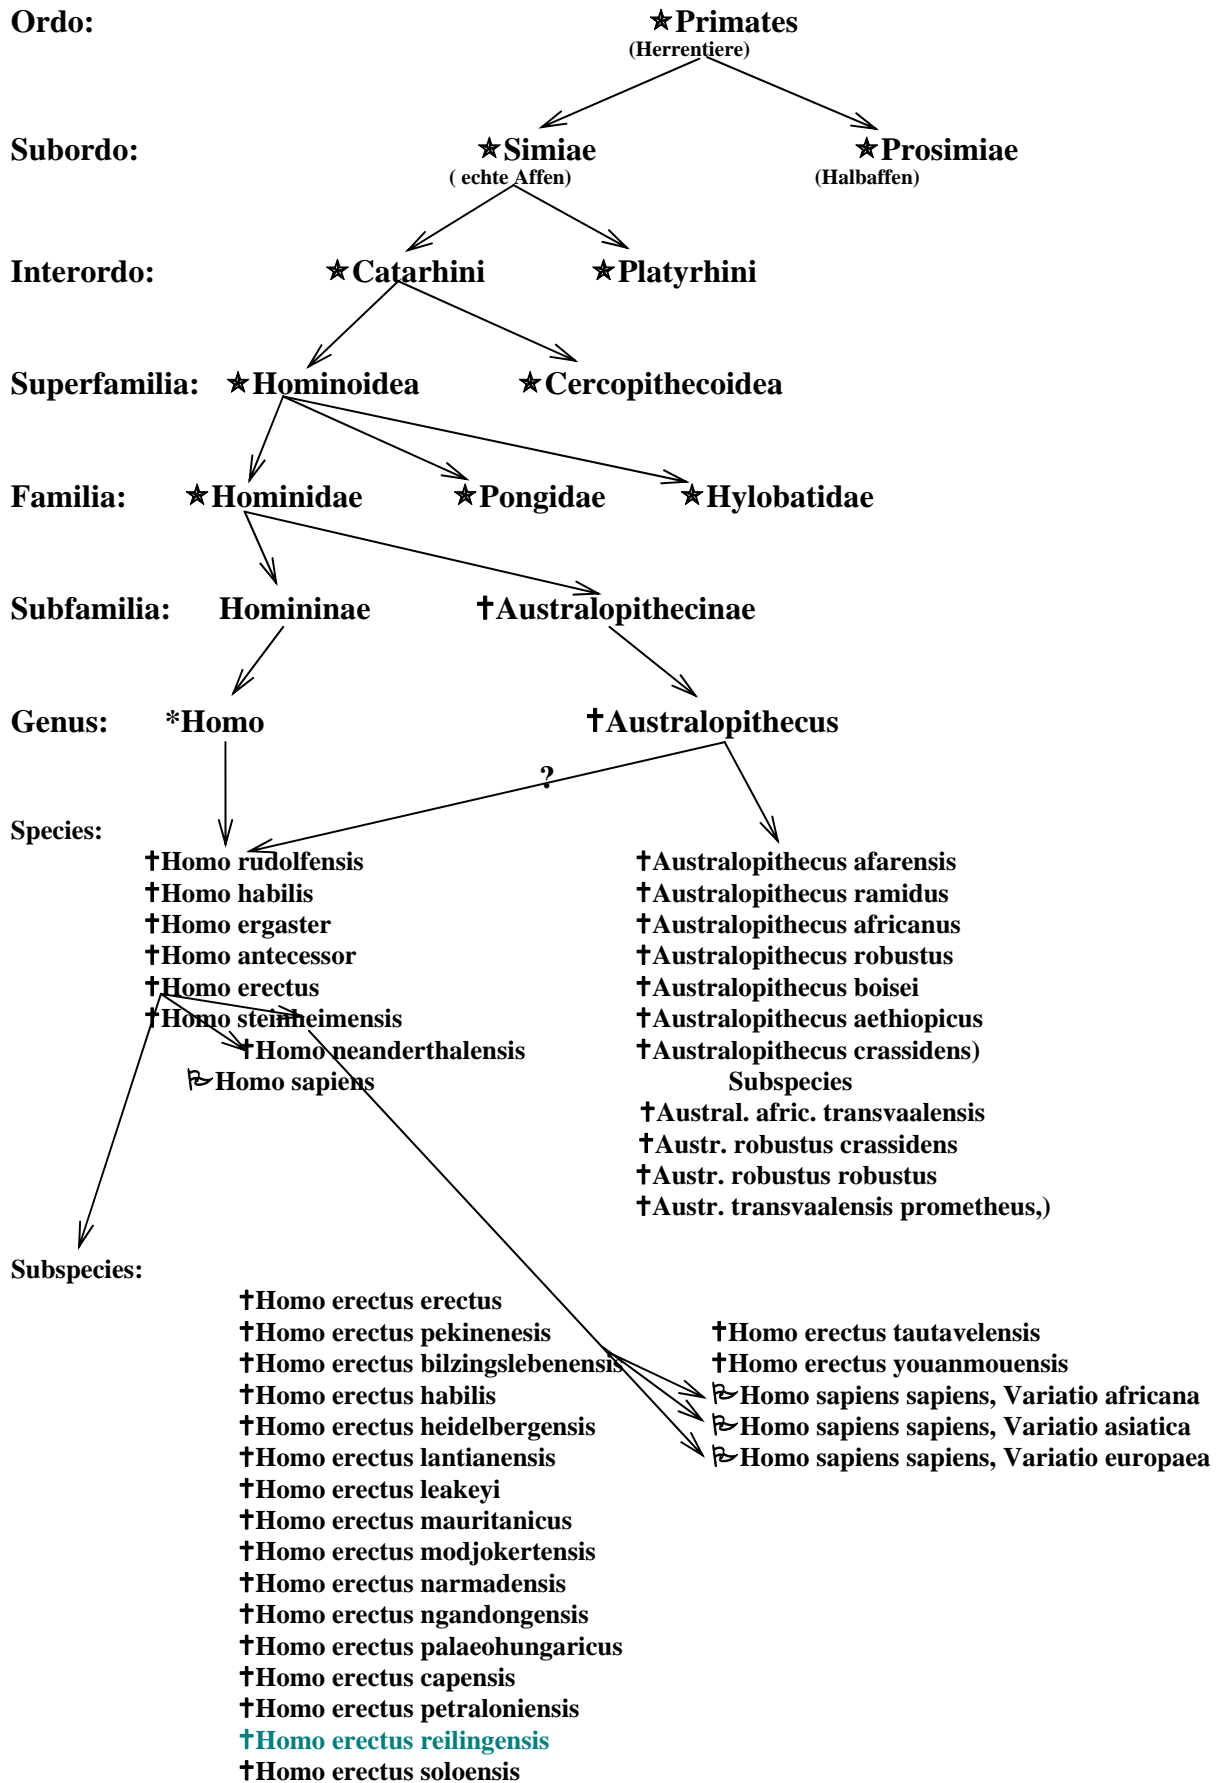 Ordo: ✯Primates
(Herrentiere)
Subordo: ✯Simiae ✯Prosimiae
( echte Affen) (Halbaffen)
Interordo: ✯Catarhini ✯Platyrhini
Superfamilia: ✯Hominoidea ✯Cercopithecoidea
Familia: ✯Hominidae ✯Pongidae ✯Hylobatidae
Subfamilia: Homininae †Australopithecinae
Genus: *Homo †Australopithecus
?
Species:
†Homo rudolfensis †Australopithecus afarensis
†Homo habilis †Australopithecus ramidus
†Homo ergaster †Australopithecus africanus
†Homo antecessor †Australopithecus robustus
†Homo erectus †Australopithecus boisei
†Homo steinheimensis †Australopithecus aethiopicus
†Homo neanderthalensis †Australopithecus crassidens)
Homo sapiens Subspecies
†Austral. afric. transvaalensis
†Austr. robustus crassidens
†Austr. robustus robustus
†Austr. transvaalensis prometheus,)
Subspecies:
†Homo erectus erectus
†Homo erectus pekinenesis †Homo erectus tautavelensis
†Homo erectus bilzingslebenensis †Homo erectus youanmouensis
†Homo erectus habilis Homo sapiens sapiens, Variatio africana
†Homo erectus heidelbergensis Homo sapiens sapiens, Variatio asiatica
†Homo erectus lantianensis Homo sapiens sapiens, Variatio europaea
†Homo erectus leakeyi
†Homo erectus mauritanicus
†Homo erectus modjokertensis
†Homo erectus narmadensis
†Homo erectus ngandongensis
†Homo erectus palaeohungaricus
†Homo erectus capensis
†Homo erectus petraloniensis
†Homo erectus reilingensis
†Homo erectus soloensis